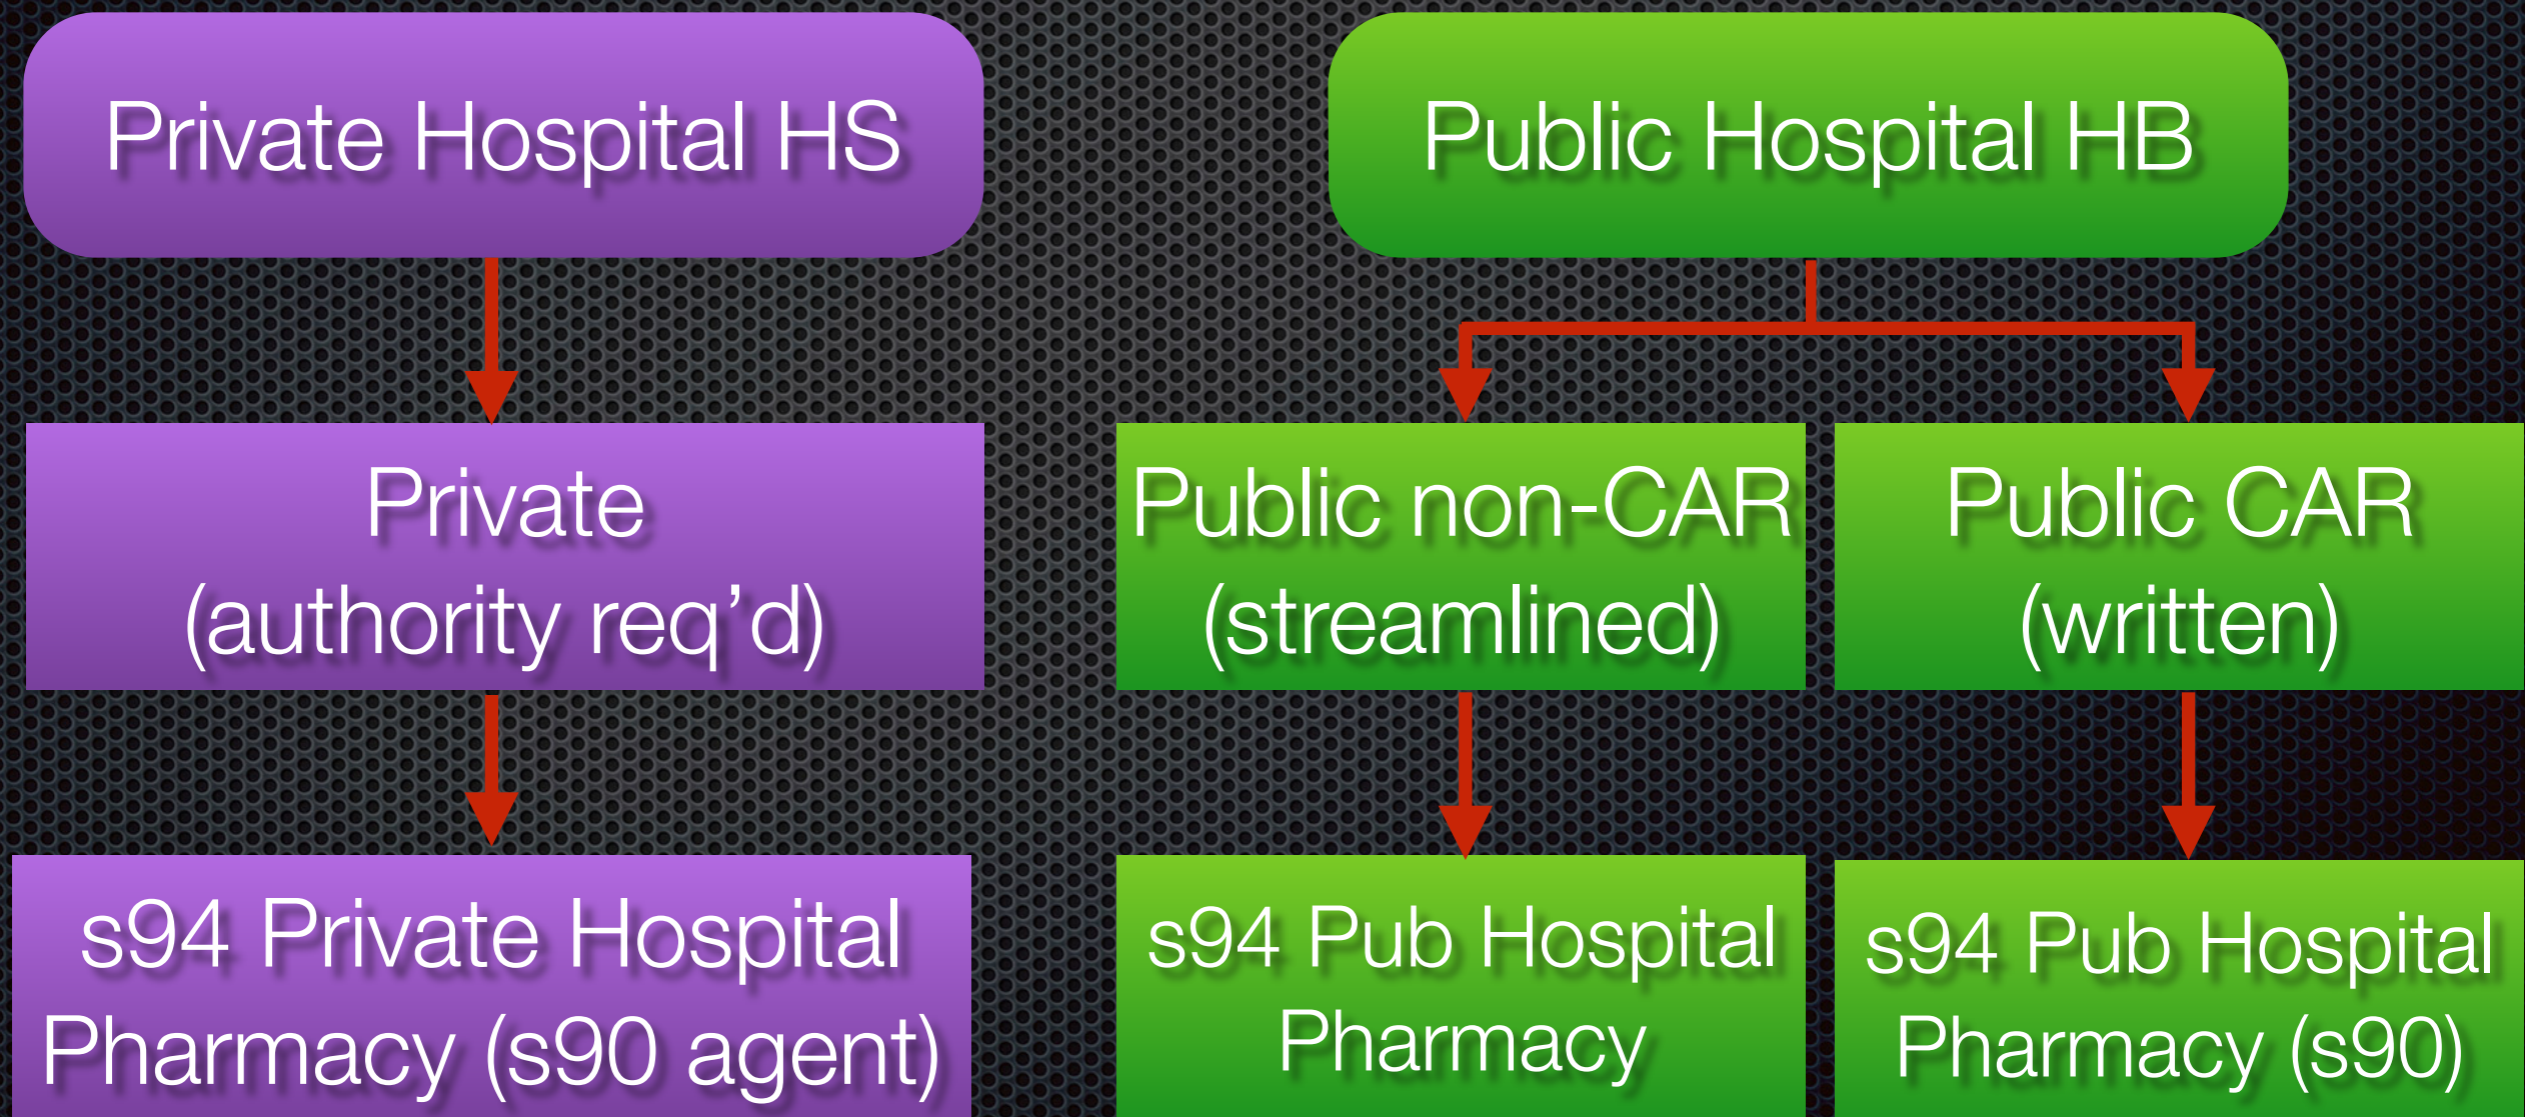 Private Hospital HS
Public Hospital HB
Private
(authority req’d)
Public non-CAR
(streamlined)
Public CAR
(written)
s94 Private Hospital
Pharmacy (s90 agent)
s94 Pub Hospital
Pharmacy
s94 Pub Hospital
Pharmacy (s90)